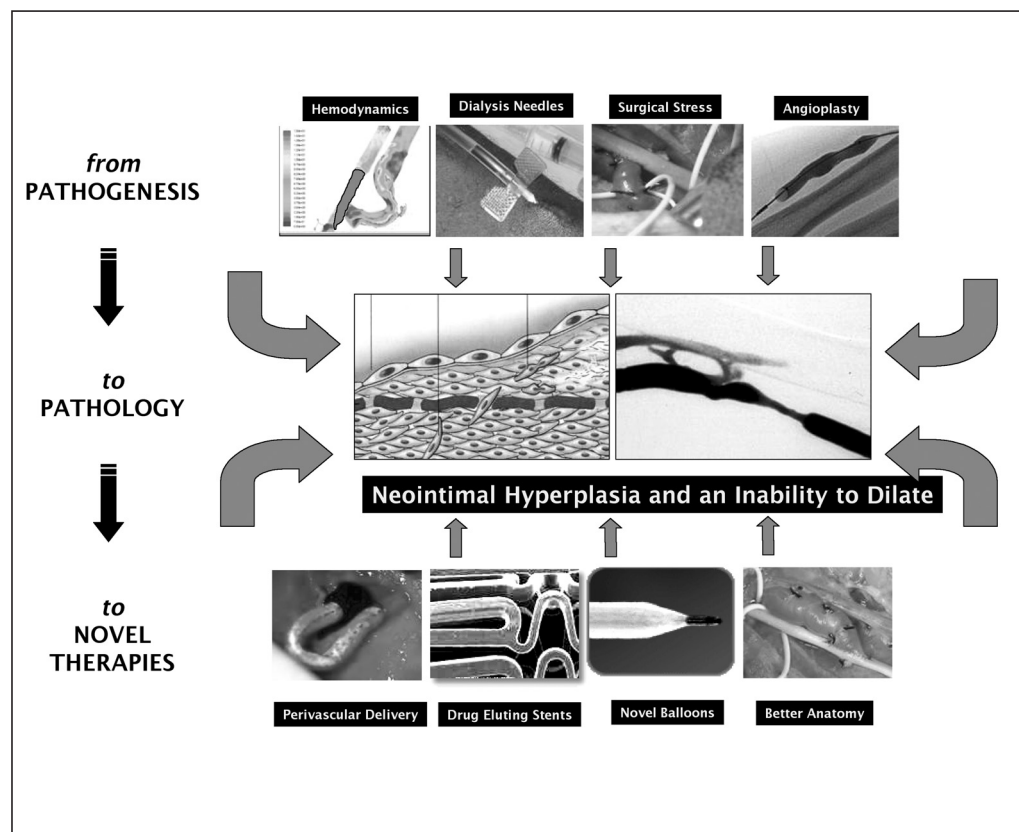 Hemodynamics
Dialysis Needles
Surgical Stress
Angioplasty
from
PATHOGENESIS
to
PATHOLOGY
Neointimal Hyperplasia and an Inability to Dilate
to
NOVEL
THERAPIES
Perivascular Delivery
Drug Eluting Stents
Novel Balloons
Better Anatomy